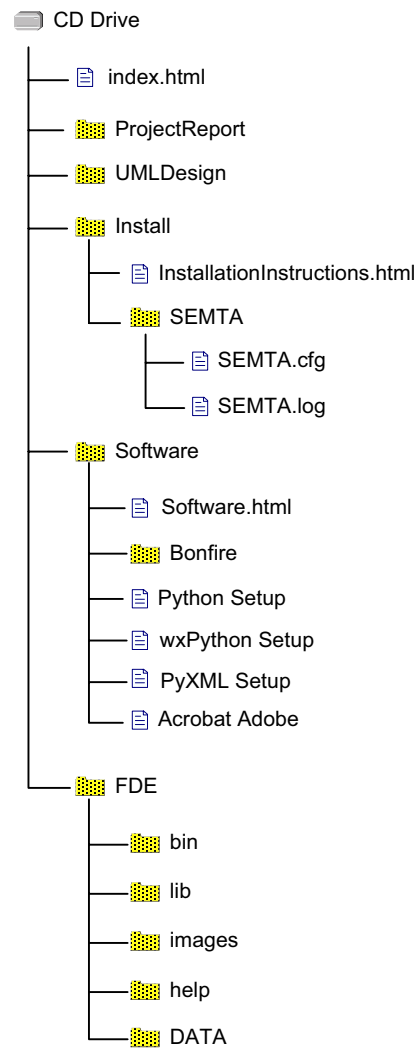 CD Drive
index.html
ProjectReport
UMLDesign
Install
InstallationInstructions.html
SEMTA
SEMTA.cfg
SEMTA.log
Software
Software.html
Bonfire
Python Setup
wxPython Setup
PyXML Setup
Acrobat Adobe
FDE
bin
lib
images
help
DATA